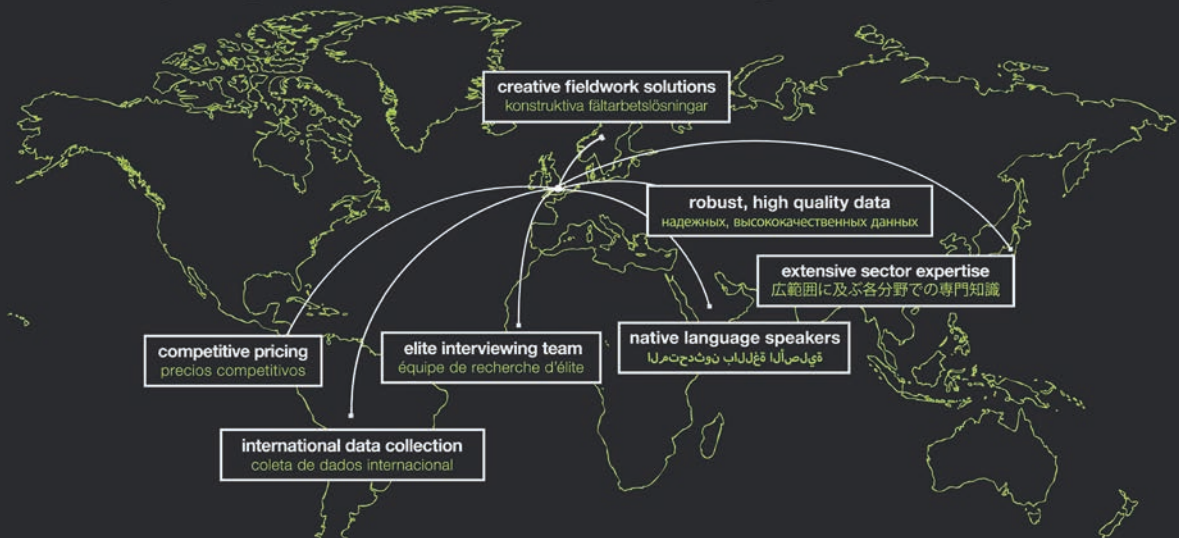 creative fieldwork solutions
konstruktiva fältarbetslösningar
robust, high quality data
надежных, высококачественных данных
extensive sector expertise
広範囲に及ぶ各分野での専門知識
native language speakers
المتحدثون باللغة الأصلية
competitive pricing
precios competitivos
elite interviewing team
équipe de recherche d'élite
international data collection
coleta de dados internacional